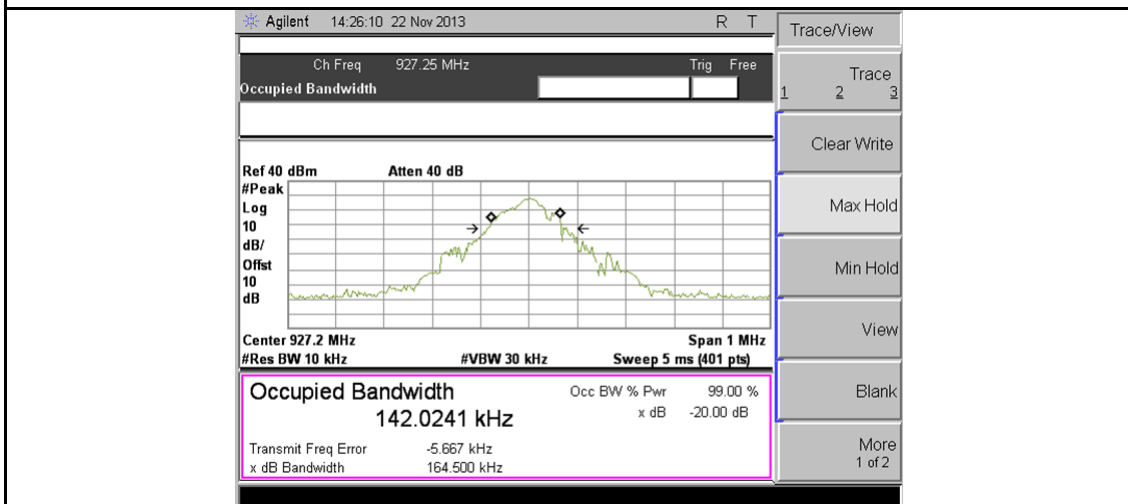 Agilent 14:26:10 22 Nov 2013 R T
Trace/View
Ch Freq 927.25 MHz Trig Free
Occupied Bandwidth
Trace
1 2 3
Clear Write
Max Hold
Min Hold
View
Blank
More
1 of 2
Ref 40 dBm Atten 40 dB
#Peak
Log
10
dB/
Offst
10
dB
Center 927.2 MHz Span 1 MHz
#Res BW 10 kHz #VBW 30 kHz Sweep 5 ms (401 pts)
Occupied Bandwidth Occ BW % Pwr 99.00 %
142.0241 kHz x dB -20.00 dB
Transmit Freq Error -5.667 kHz
x dB Bandwidth 164.500 kHz